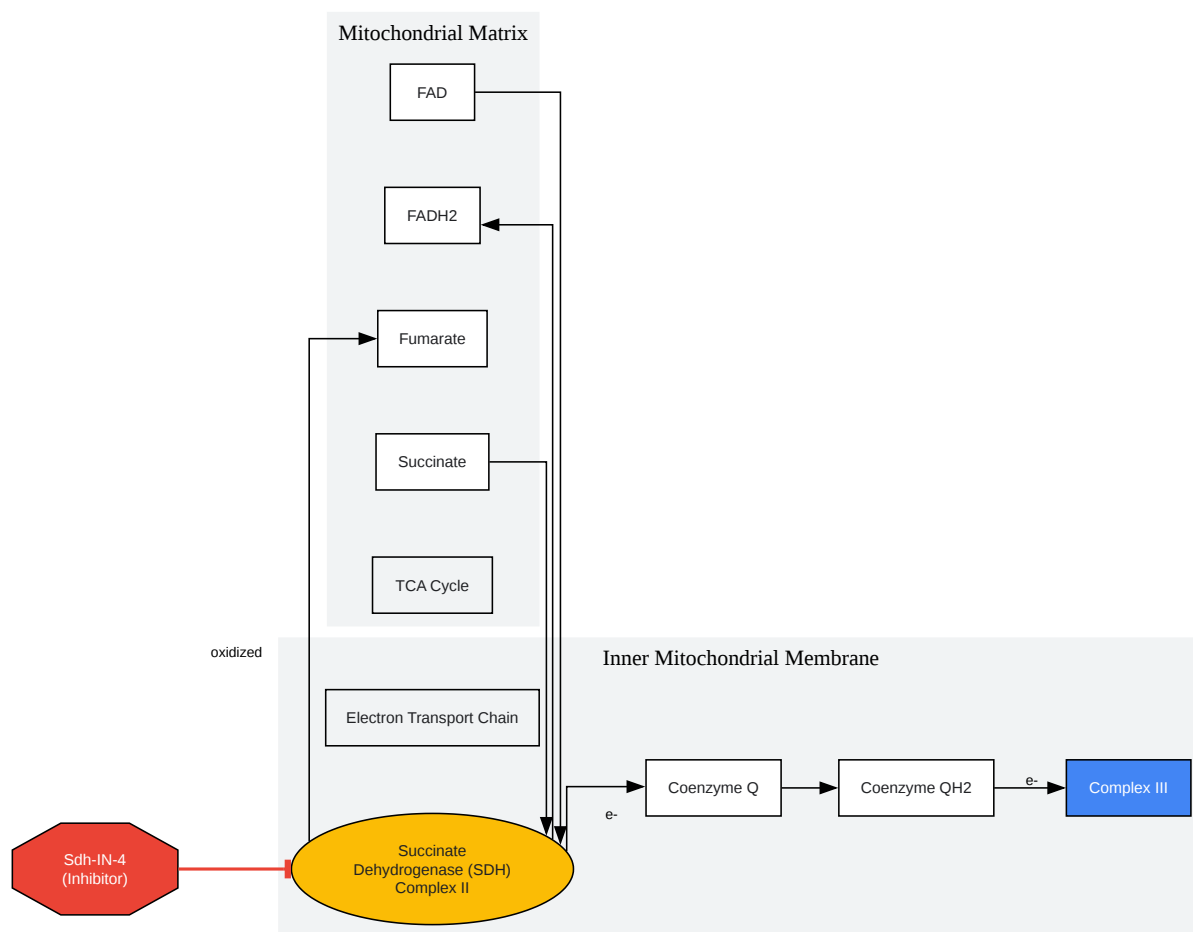 Mitochondrial Matrix
FAD
FADH2
Fumarate
Succinate
TCA Cycle
oxidized
Inner Mitochondrial Membrane
Electron Transport Chain
Coenzyme Q
Coenzyme QH2
e-
Complex III
e-
Sdh-IN-4
(Inhibitor)
Succinate
Dehydrogenase (SDH)
Complex II